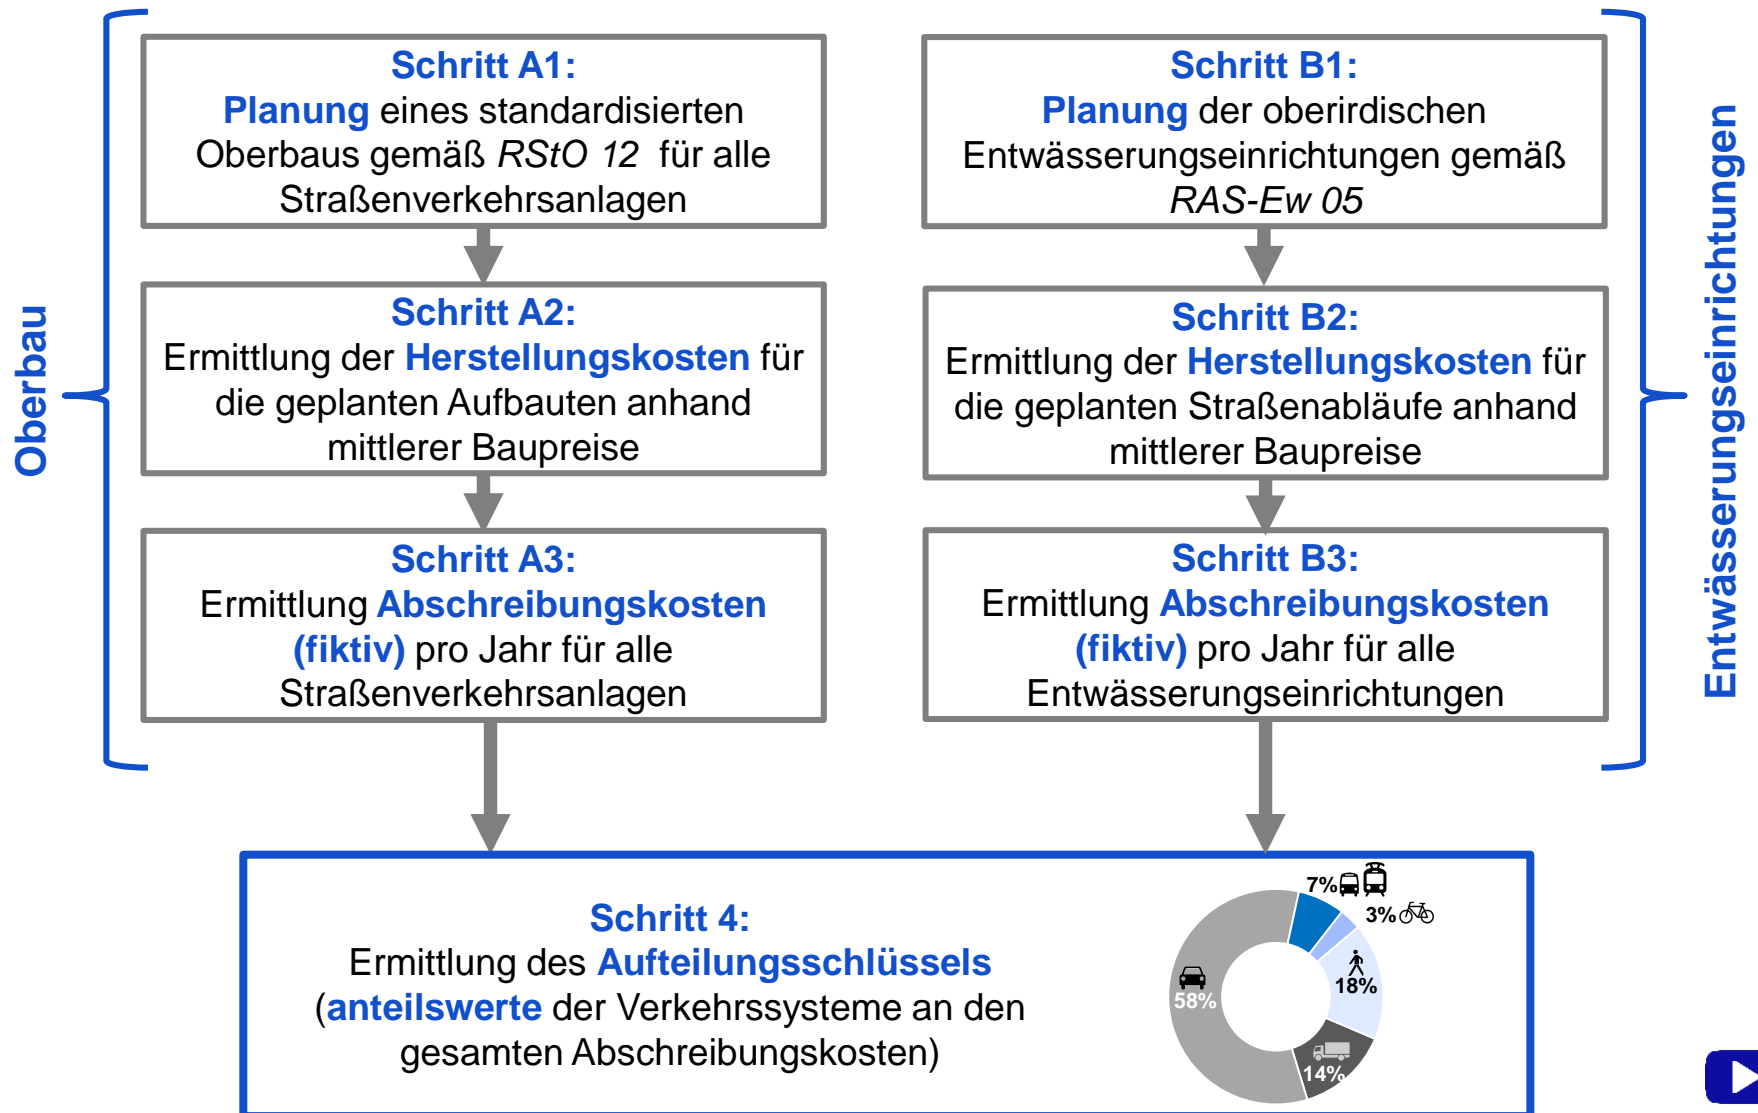 Oberbau
Schritt A1:
Planung eines standardisierten
Oberbaus gemäß RStO 12 für alle
Straßenverkehrsanlagen
Schritt A2:
Ermittlung der Herstellungskosten für
die geplanten Aufbauten anhand
mittlerer Baupreise
Schritt A3:
Ermittlung Abschreibungskosten
(fiktiv) pro Jahr für alle
Straßenverkehrsanlagen
Schritt B1:
Planung der oberirdischen
Entwässerungseinrichtungen gemäß
RAS-Ew 05
Schritt B2:
Ermittlung der Herstellungskosten für
die geplanten Straßenabläufe anhand
mittlerer Baupreise
Schritt B3:
Ermittlung Abschreibungskosten
(fiktiv) pro Jahr für alle
Entwässerungseinrichtungen
Entwässerungseinrichtungen
Schritt 4:
Ermittlung des Aufteilungsschlüssels
(anteilswerte der Verkehrssysteme an den
gesamten Abschreibungskosten)
7%
3%
18%
14%
58%